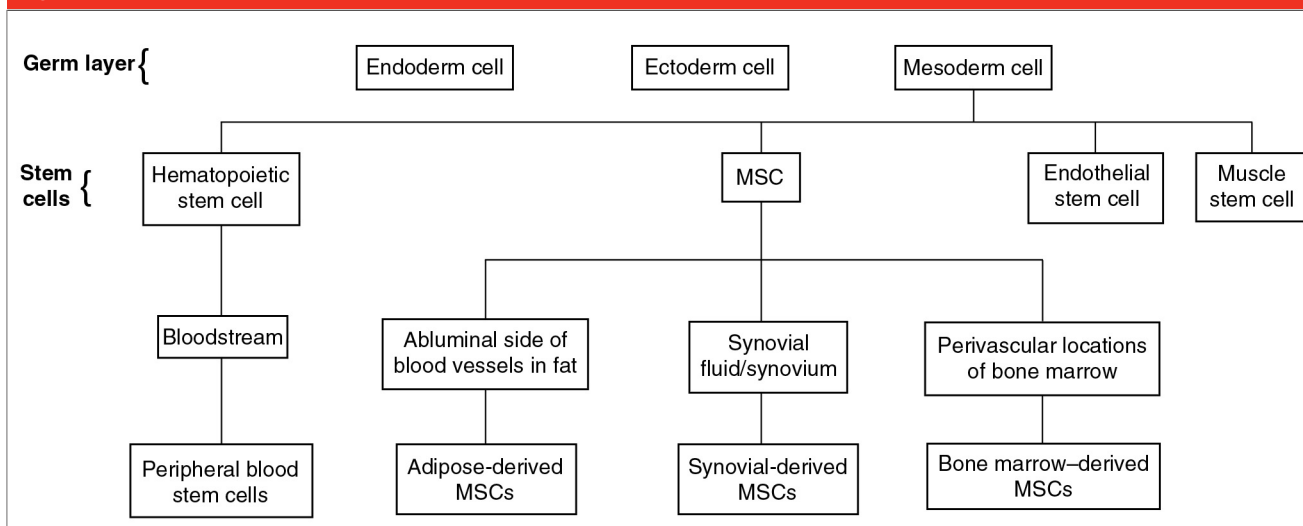 Germ layer
Endoderm cell
Ectoderm cell
Mesoderm cell
Stem
cells
Hematopoietic
stem cell
MSC
Endothelial
stem cell
Muscle
stem cell
Bloodstream
Abluminal side of
blood vessels in fat
Synovial
fluid/synovium
Perivascular locations
of bone marrow
Peripheral blood
stem cells
Adipose-derived
MSCs
Synovial-derived
MSCs
Bone marrow–derived
MSCs